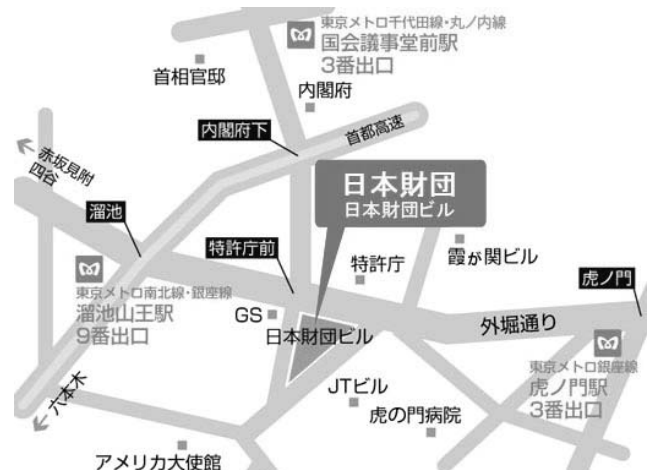 東京メトロ千代田線・丸ノ内線
国会議事堂前駅
3番出口
首相官邸
内閣府
内閣府下
首都高速
赤坂見附
四谷
日本財団
日本財団ビル
溜池
特許庁前
特許庁
霞が関ビル
虎ノ門
東京メトロ南北線・銀座線
溜池山王駅
9番出口
GS
日本財団ビル
外堀通り
東京メトロ銀座線
虎ノ門駅
3番出口
六本木
JTビル
虎の門病院
アメリカ大使館